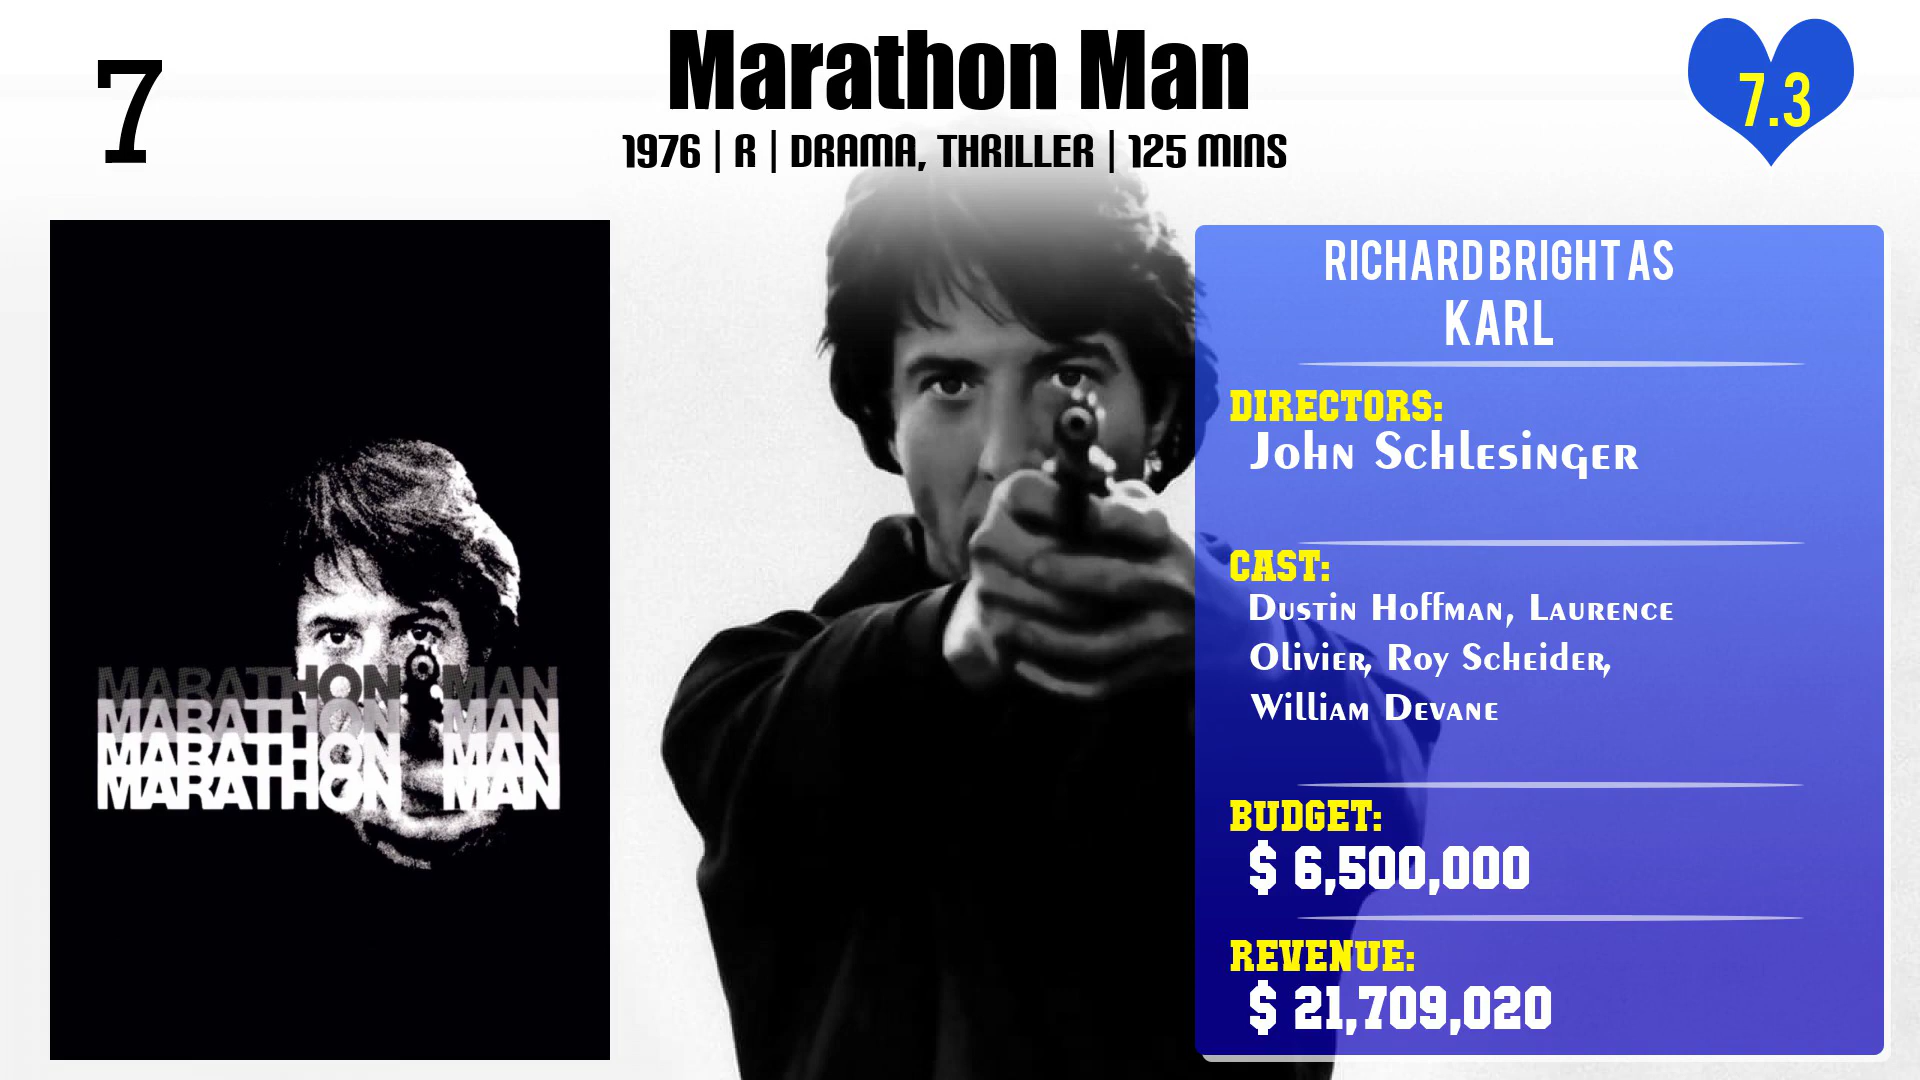 7
Marathon Man
1976 | R | DRAMA, THRILLER | 125 MINS
7.3
MARATHON MAN
MARATHON MAN
MARATHON MAN
MARATHON MAN
RICHARD BRIGHT AS
KARL
DIRECTORS:
John Schlesinger
CAST:
Dustin Hoffman, Laurence
Olivier, Roy Scheider,
William Devane
BUDGET:
$ 6,500,000
REVENUE:
$ 21,709,020